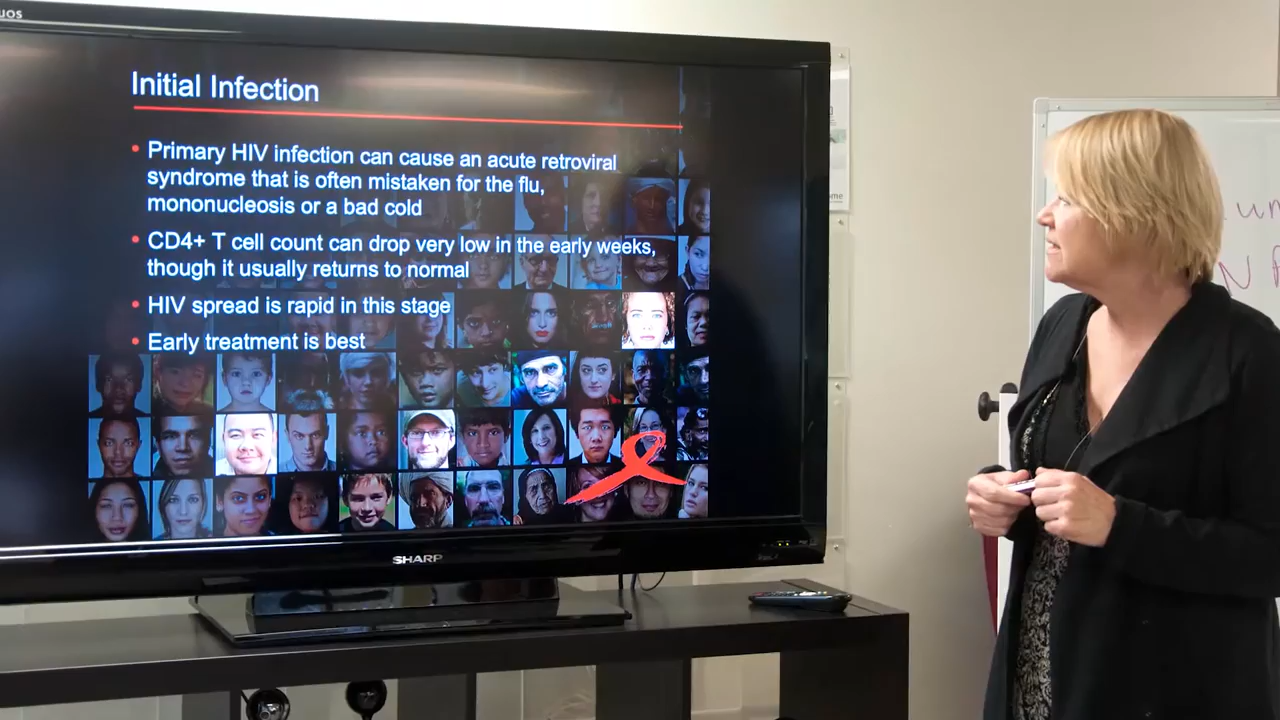 Initial Infection
• Primary HIV infection can cause an acute retroviral
syndrome that is often mistaken for the flu,
mononucleosis or a bad cold
• CD4+ T cell count can drop very low in the early weeks,
though it usually returns to normal
• HIV spread is rapid in this stage
• Early treatment is best
SHARP